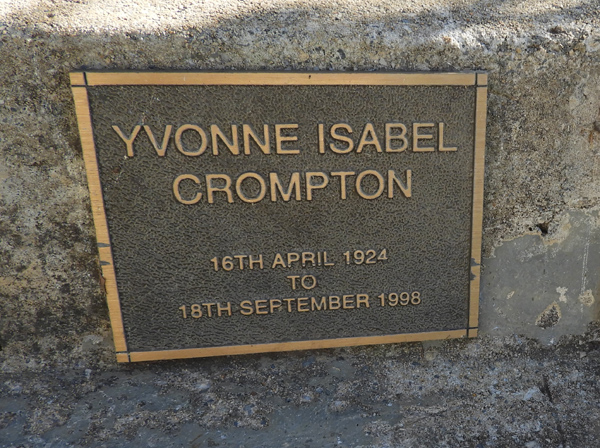 YVONNE ISABEL
CROMPTON
16TH APRIL 1924
TO
18TH SEPTEMBER 1998